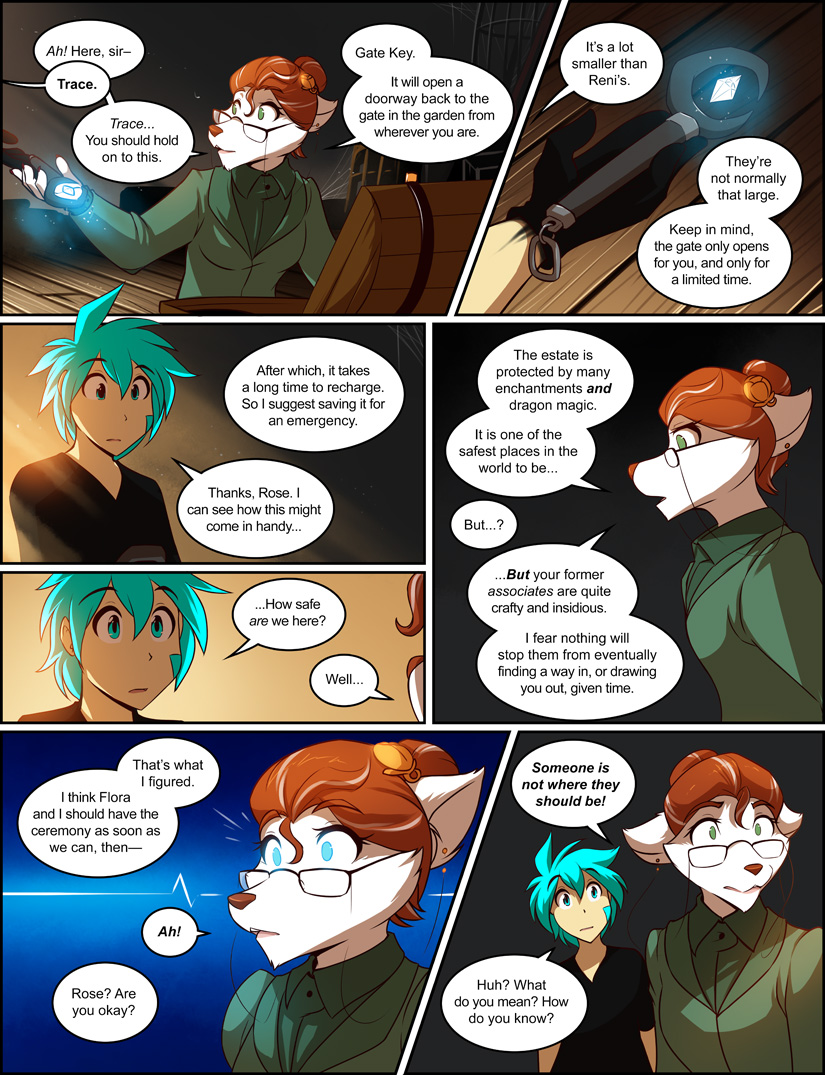 Ah! Here, sir–
Trace.
Trace...
You should hold
on to this.
Gate Key.
It will open a
doorway back to the
gate in the garden from
wherever you are.
It's a lot
smaller than
Reni's.
They're
not normally
that large.
Keep in mind,
the gate only opens
for you, and only for
a limited time.
After which, it takes
a long time to recharge.
So I suggest saving it for
an emergency.
Thanks, Rose. I
can see how this might
come in handy...
...How safe
are we here?
Well...
The estate is
protected by many
enchantments and
dragon magic.
It is one of the
safest places in the
world to be...
But...?
...But your former
associates are quite
crafty and insidious.
I fear nothing will
stop them from eventually
finding a way in, or drawing
you out, given time.
That's what
I figured.
I think Flora
and I should have the
ceremony as soon as
we can, then—
Ah!
Rose? Are
you okay?
Someone is
not where they
should be!
Huh? What
do you mean? How
do you know?